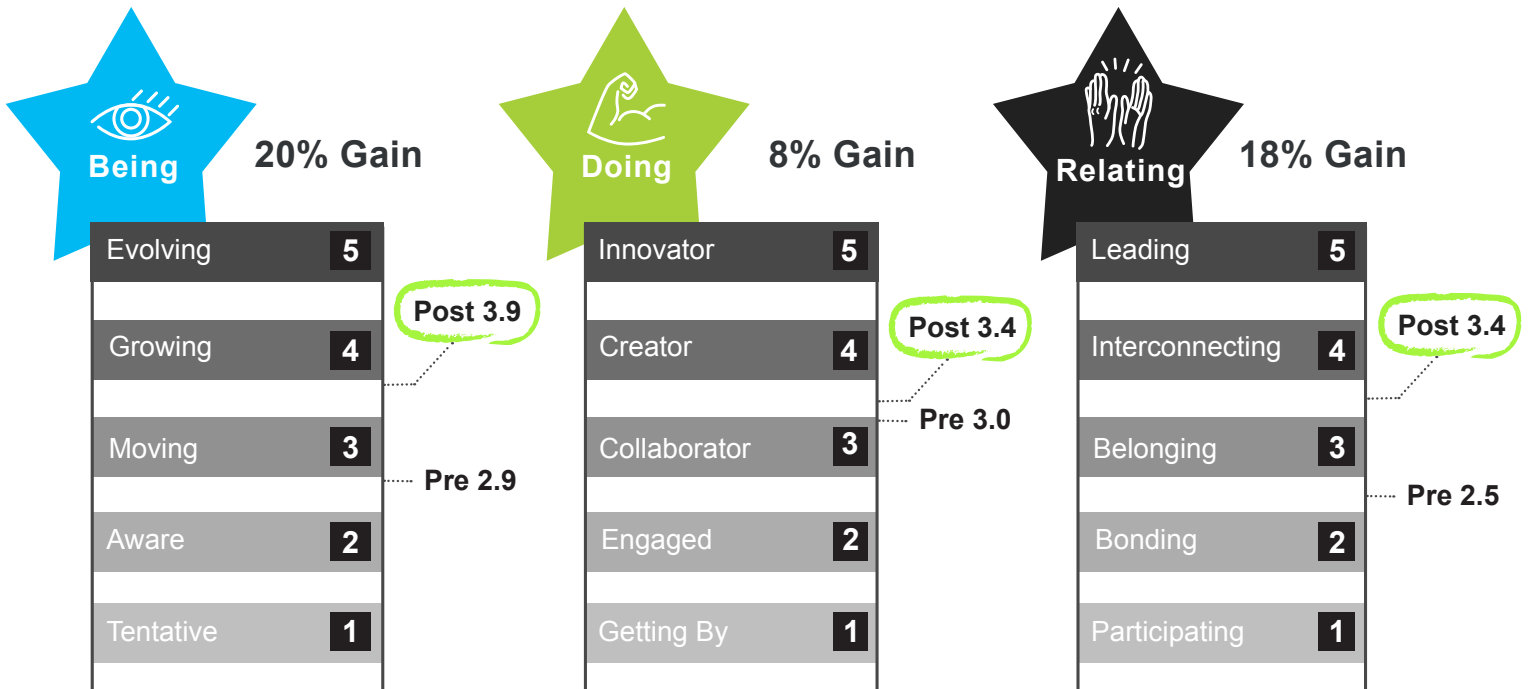 Being
20% Gain
Evolving 5
Post 3.9
Growing 4
Moving 3
Pre 2.9
Aware 2
Tentative 1
Doing
8% Gain
Innovator 5
Post 3.4
Creator 4
Pre 3.0
Collaborator 3
Engaged 2
Getting By 1
Relating
18% Gain
Leading 5
Post 3.4
Interconnecting 4
Belonging 3
Pre 2.5
Bonding 2
Participating 1